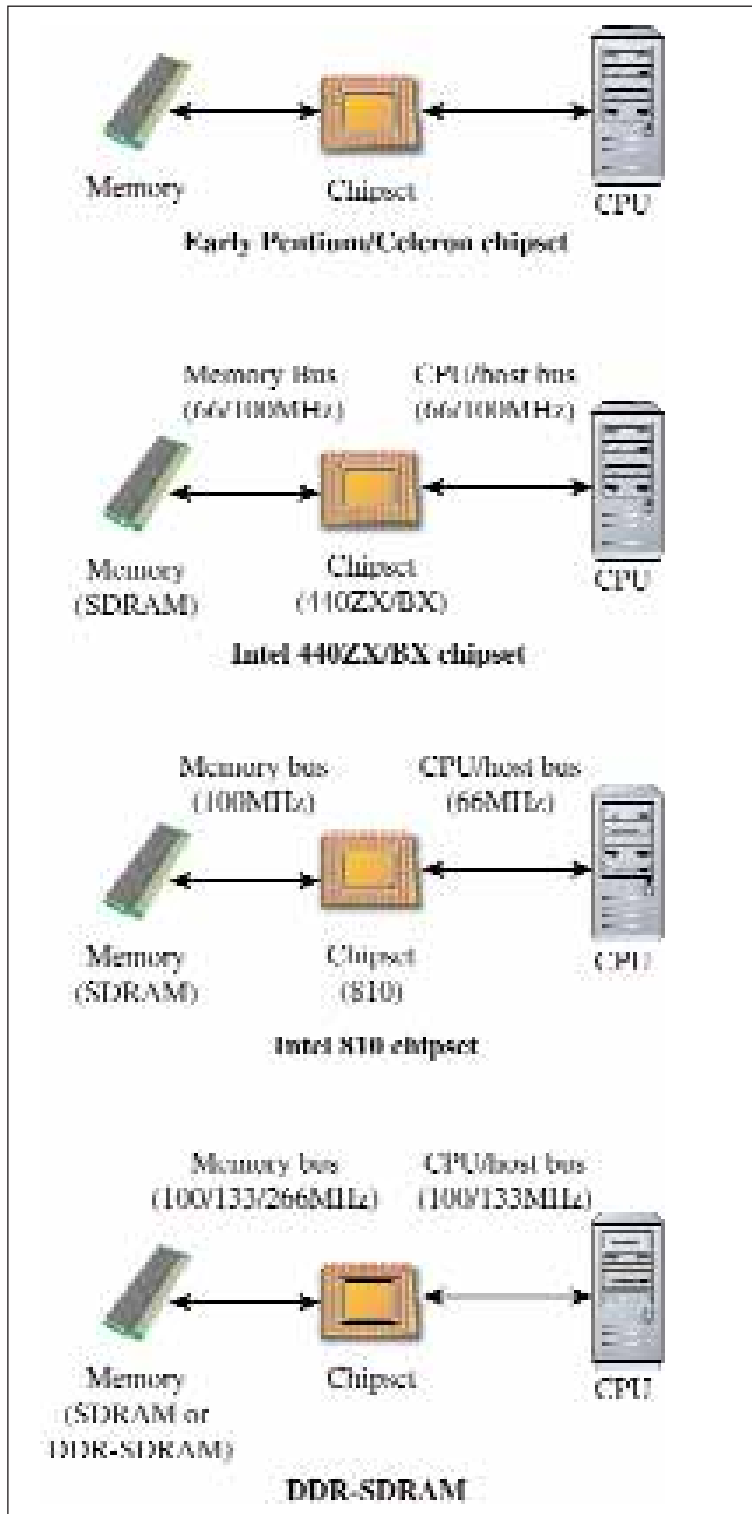 Memory
Chipset
CPU
Early Pentium/Celeron chipset
Memory Bus
(66/100MHz)
CPU/host bus
(66/100MHz)
Memory
(SDRAM)
Chipset
(440ZX/BX)
CPU
Intel 440ZX/BX chipset
Memory bus
(100MHz)
CPU/host bus
(66MHz)
Memory
(SDRAM)
Chipset
(810)
CPU
Intel 810 chipset
Memory bus
(100/133/266MHz)
CPU/host bus
(100/133MHz)
Memory
(SDRAM or
DDR-SDRAM)
Chipset
CPU
DDR-SDRAM